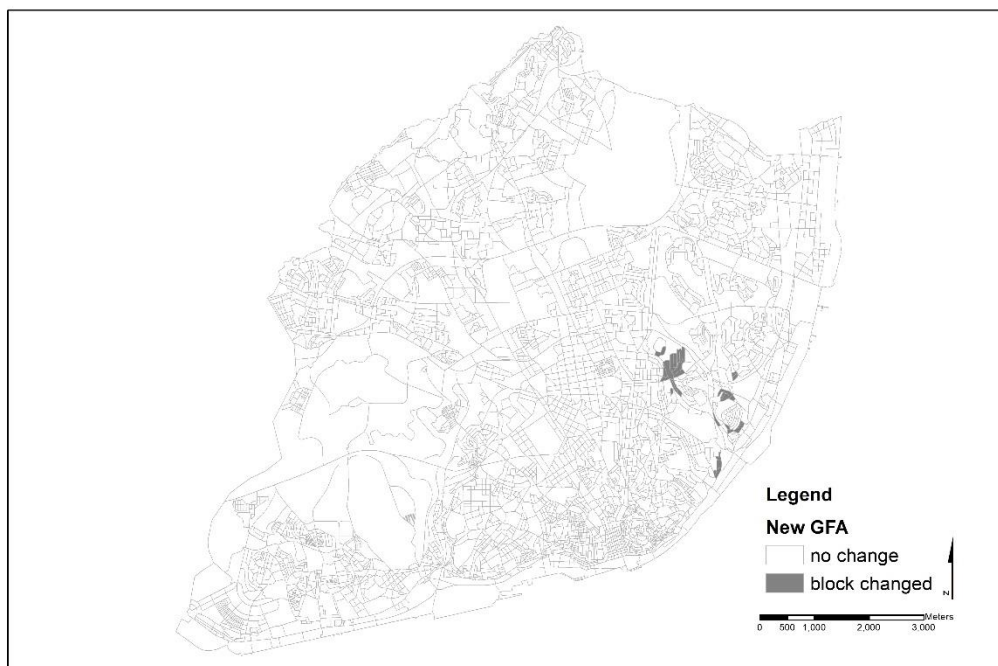 Legend
New GFA
no change
block changed
N
Meters
0 500 1,000 2,000 3,000